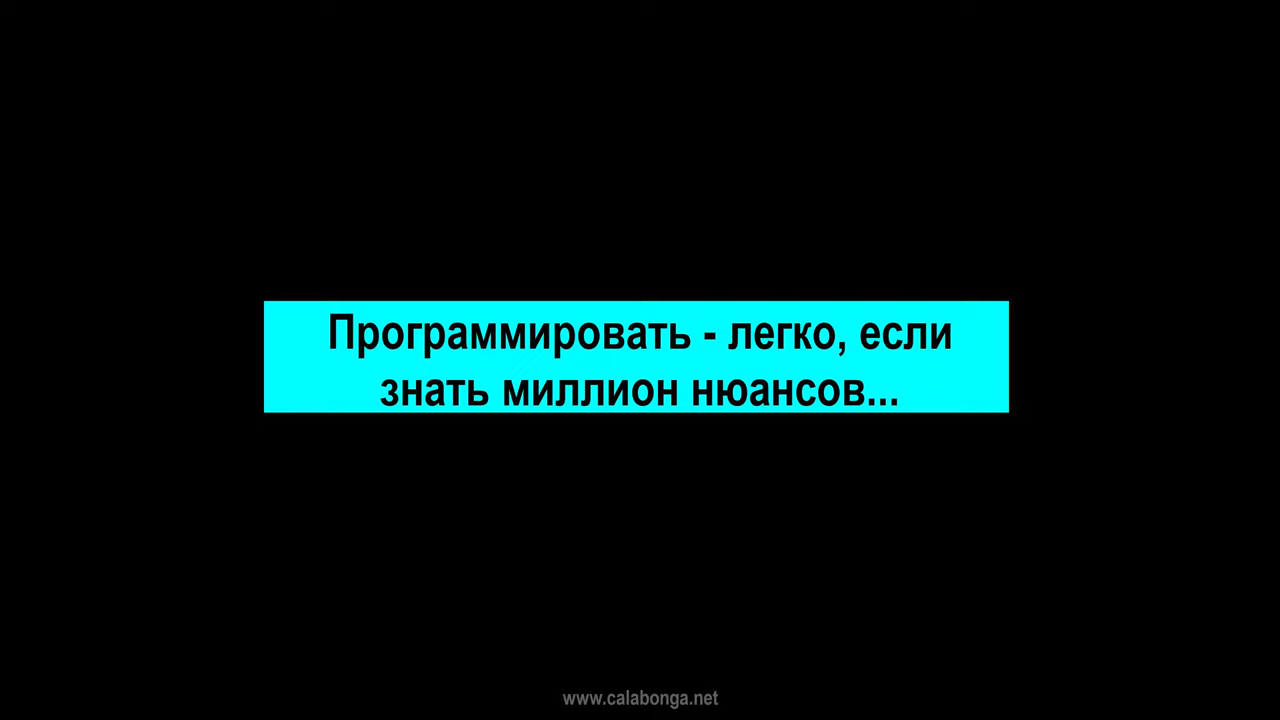 Программировать - легко, если
знать миллион нюансов...
www.calabonga.net